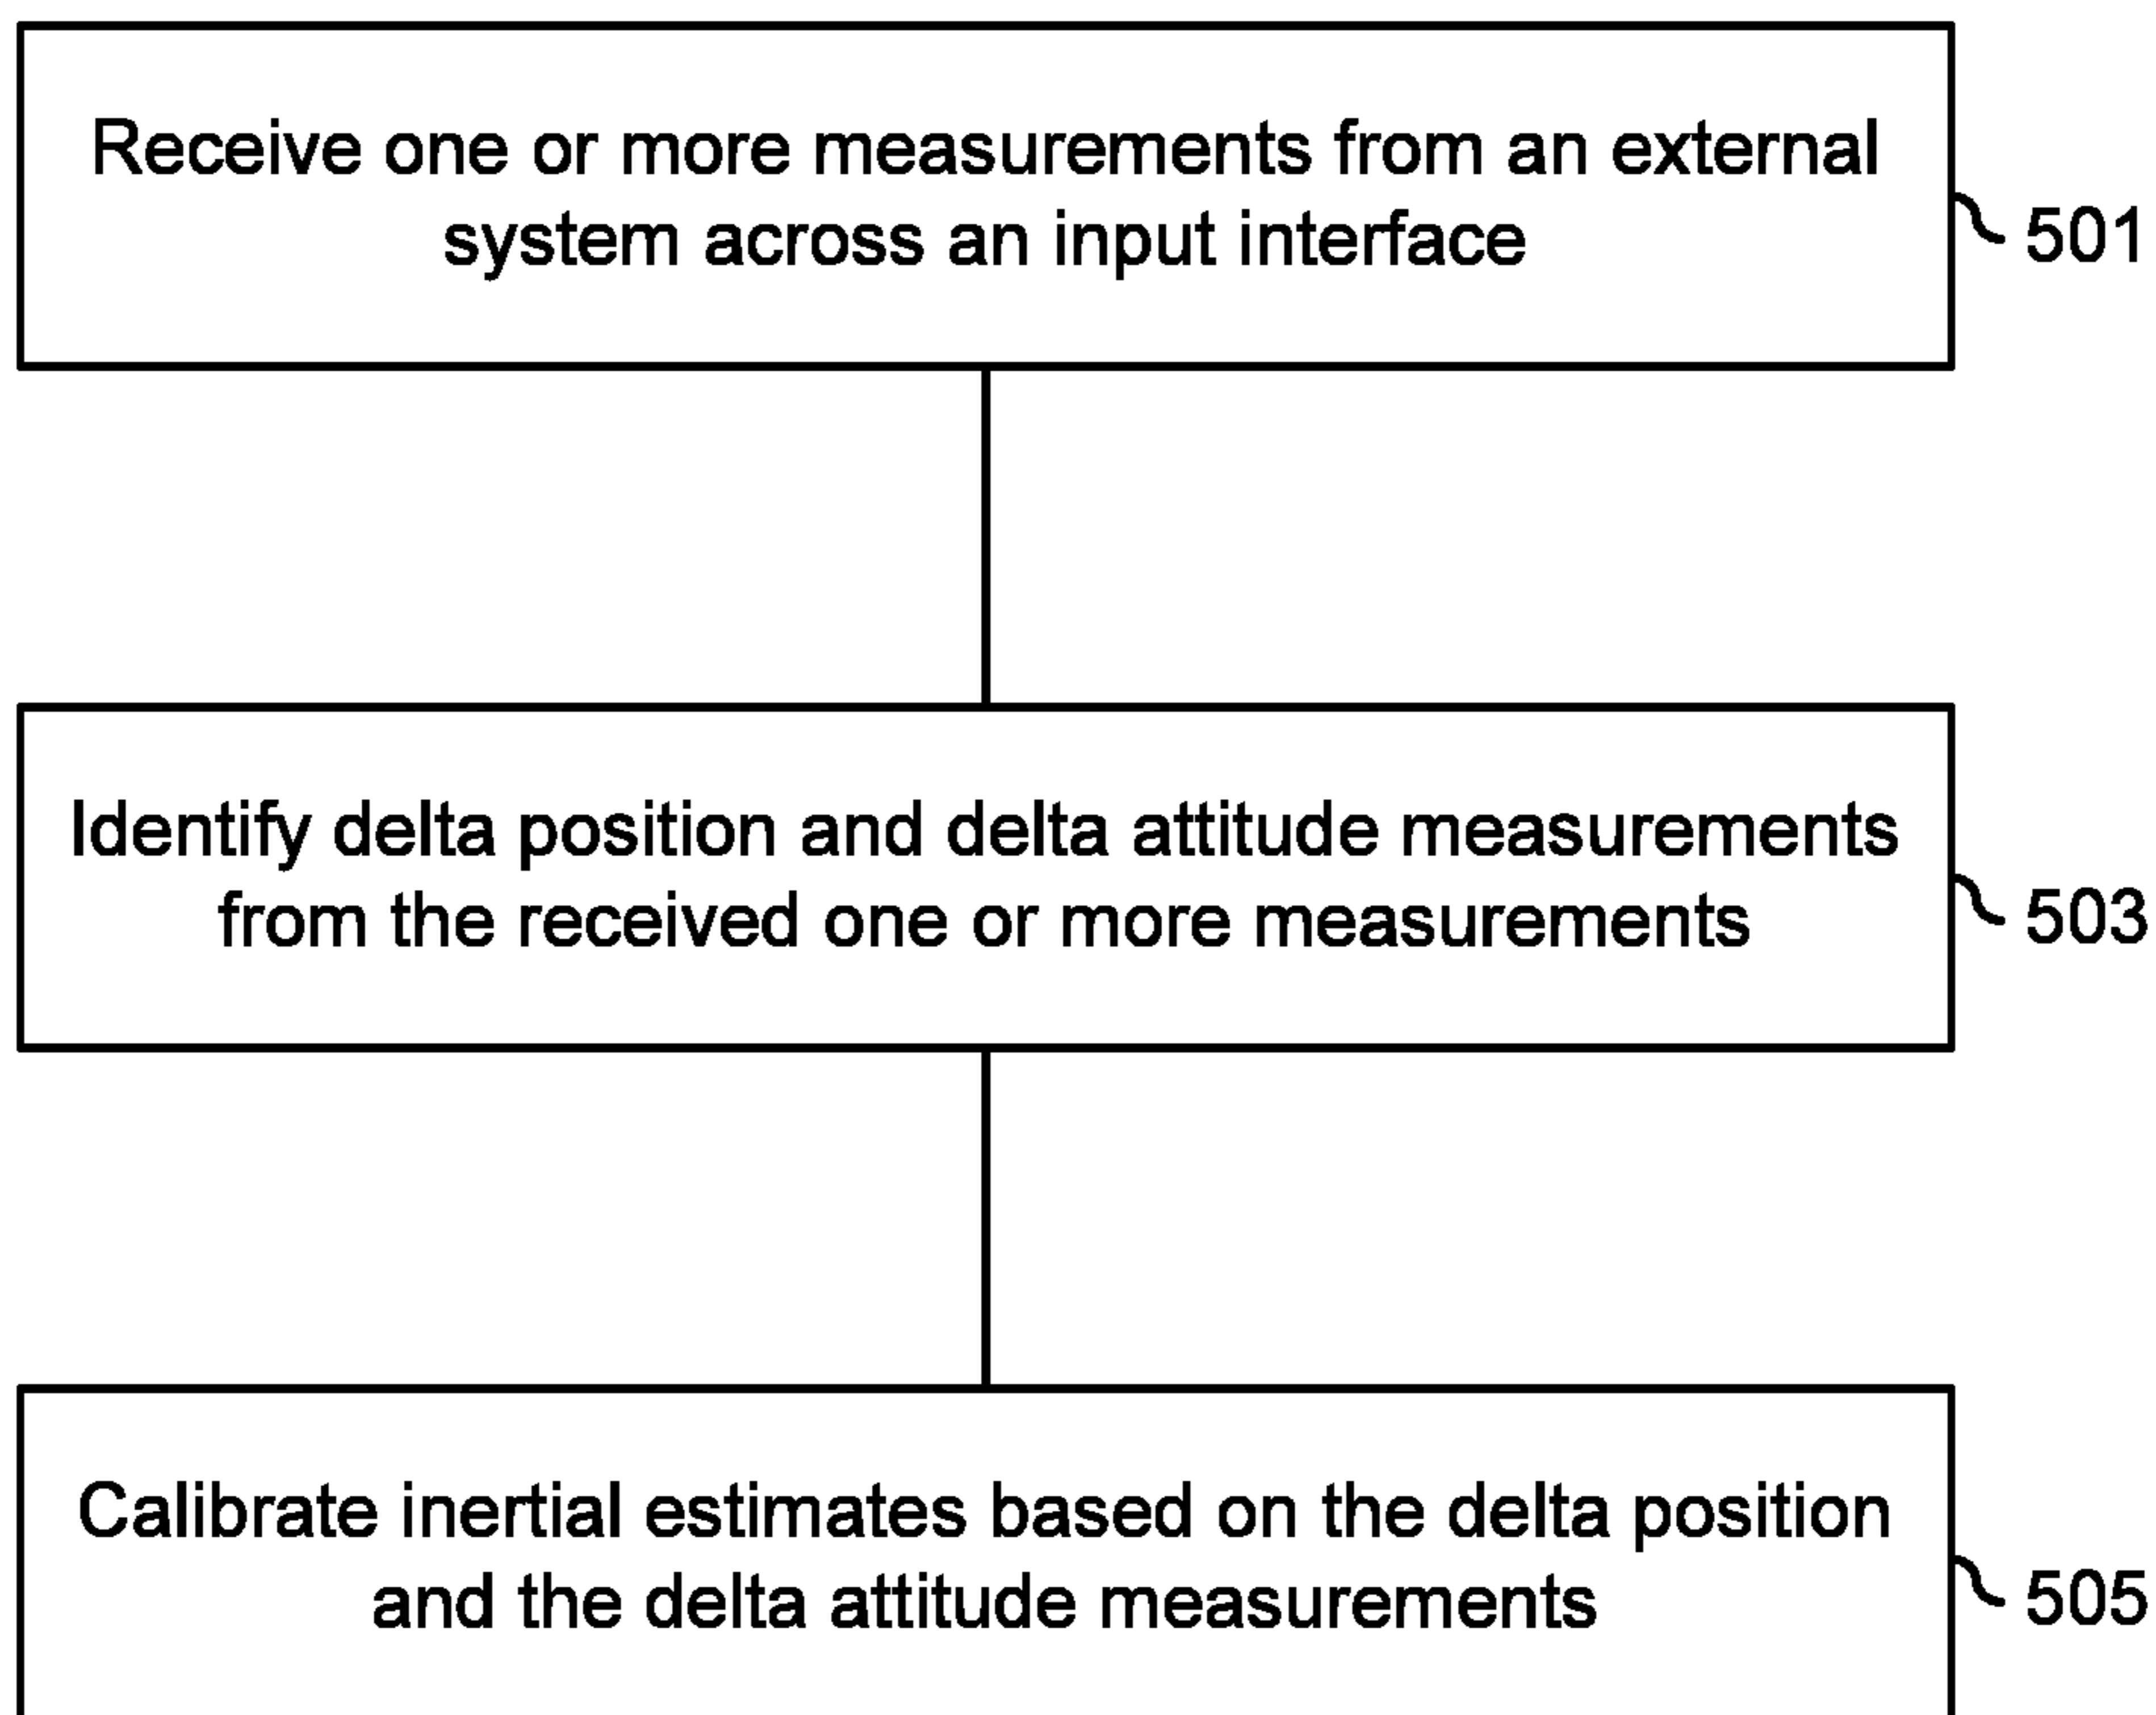 Receive one or more measurements from an external
system across an input interface
501
Identify delta position and delta attitude measurements
from the received one or more measurements
503
Calibrate inertial estimates based on the delta position
and the delta attitude measurements
505